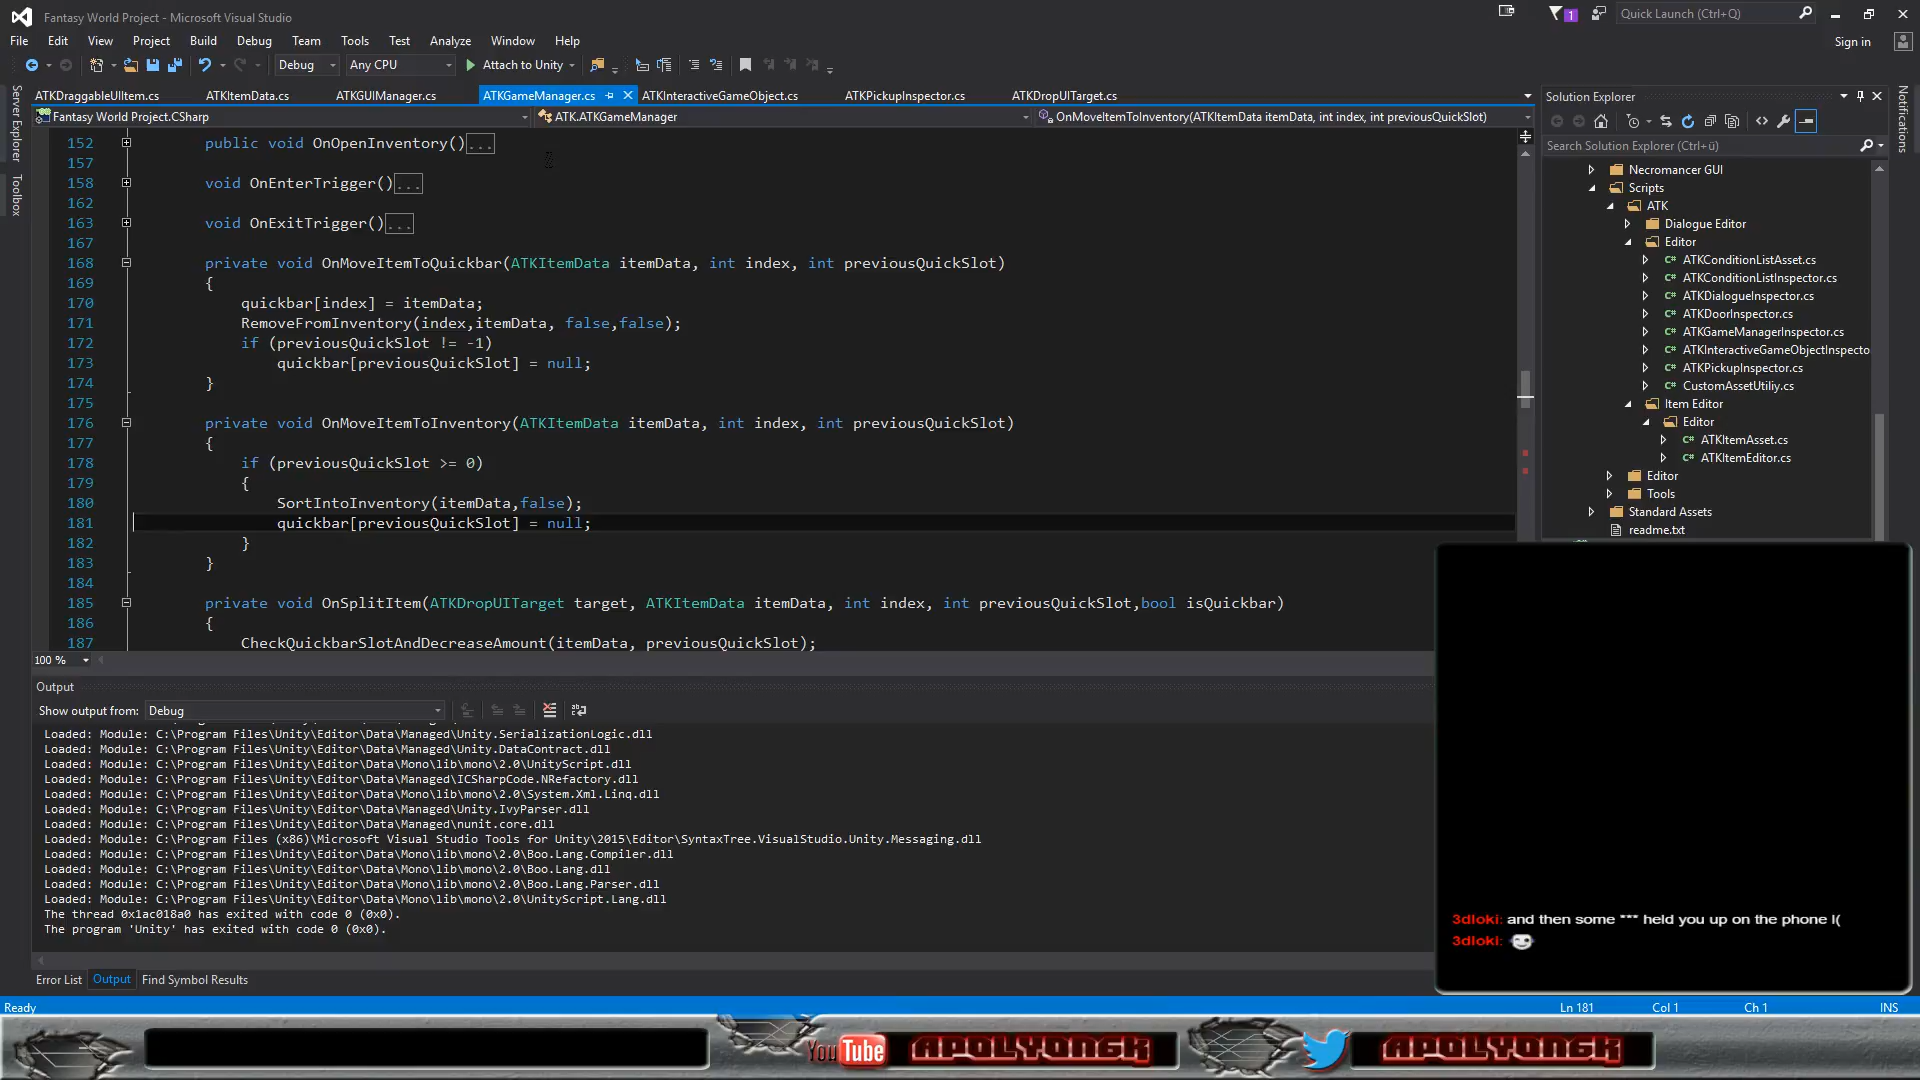 Fantasy World Project - Microsoft Visual Studio
1
Quick Launch (Ctrl+Q)
File Edit View Project Build Debug Team Tools Test Analyze Window Help
Sign in
Debug Any CPU Attach to Unity
ATKDraggableUIItem.cs ATKItemData.cs ATKGUIManager.cs ATKGameManager.cs ATKInteractiveGameObject.cs ATKPickupInspector.cs ATKDropUITarget.cs
Fantasy World Project.CSharp ATK.ATKGameManager OnMoveItemToInventory(ATKItemData itemData, int index, int previousQuickSlot)
Server Explorer
Toolbox
152 public void OnOpenInventory()...
157
158 void OnEnterTrigger()...
162
163 void OnExitTrigger()...
167
168 private void OnMoveItemToQuickbar(ATKItemData itemData, int index, int previousQuickSlot)
169 {
170 quickbar[index] = itemData;
171 RemoveFromInventory(index,itemData, false,false);
172 if (previousQuickSlot != -1)
173 quickbar[previousQuickSlot] = null;
174 }
175
176 private void OnMoveItemToInventory(ATKItemData itemData, int index, int previousQuickSlot)
177 {
178 if (previousQuickSlot >= 0)
179 {
180 SortIntoInventory(itemData,false);
181 quickbar[previousQuickSlot] = null;
182 }
183 }
184
185 private void OnSplitItem(ATKDropUITarget target, ATKItemData itemData, int index, int previousQuickSlot,bool isQuickbar)
186 {
187 CheckQuickbarSlotAndDecreaseAmount(itemData, previousQuickSlot);
100 %
Solution Explorer
Notifications
Search Solution Explorer (Ctrl+ü)
Necromancer GUI
Scripts
ATK
Dialogue Editor
Editor
C# ATKConditionListAsset.cs
C# ATKConditionListInspector.cs
C# ATKDialogueInspector.cs
C# ATKDoorInspector.cs
C# ATKGameManagerInspector.cs
C# ATKInteractiveGameObjectInspecto
C# ATKPickupInspector.cs
C# CustomAssetUtiliy.cs
Item Editor
Editor
C# ATKItemAsset.cs
C# ATKItemEditor.cs
Editor
Tools
Standard Assets
readme.txt
Output
Show output from: Debug
Loaded: Module: C:\Program Files\Unity\Editor\Data\Managed\Unity.SerializationLogic.dll
Loaded: Module: C:\Program Files\Unity\Editor\Data\Managed\Unity.DataContract.dll
Loaded: Module: C:\Program Files\Unity\Editor\Data\Mono\lib\mono\2.0\UnityScript.dll
Loaded: Module: C:\Program Files\Unity\Editor\Data\Managed\ICSharpCode.NRefactory.dll
Loaded: Module: C:\Program Files\Unity\Editor\Data\Mono\lib\mono\2.0\System.Xml.Linq.dll
Loaded: Module: C:\Program Files\Unity\Editor\Data\Managed\Unity.IvyParser.dll
Loaded: Module: C:\Program Files\Unity\Editor\Data\Managed\nunit.core.dll
Loaded: Module: C:\Program Files (x86)\Microsoft Visual Studio Tools for Unity\2015\Editor\SyntaxTree.VisualStudio.Unity.Messaging.dll
Loaded: Module: C:\Program Files\Unity\Editor\Data\Mono\lib\mono\2.0\Boo.Lang.Compiler.dll
Loaded: Module: C:\Program Files\Unity\Editor\Data\Mono\lib\mono\2.0\Boo.Lang.dll
Loaded: Module: C:\Program Files\Unity\Editor\Data\Mono\lib\mono\2.0\Boo.Lang.Parser.dll
Loaded: Module: C:\Program Files\Unity\Editor\Data\Mono\lib\mono\2.0\UnityScript.Lang.dll
The thread 0x1ac018a0 has exited with code 0 (0x0).
The program 'Unity' has exited with code 0 (0x0).
3dloki: and then some *** held you up on the phone l(
3dloki:
Error List Output Find Symbol Results
Ready Ln 181 Col 1 Ch 1 INS
YouTube APOLYON6K APOLYON6K